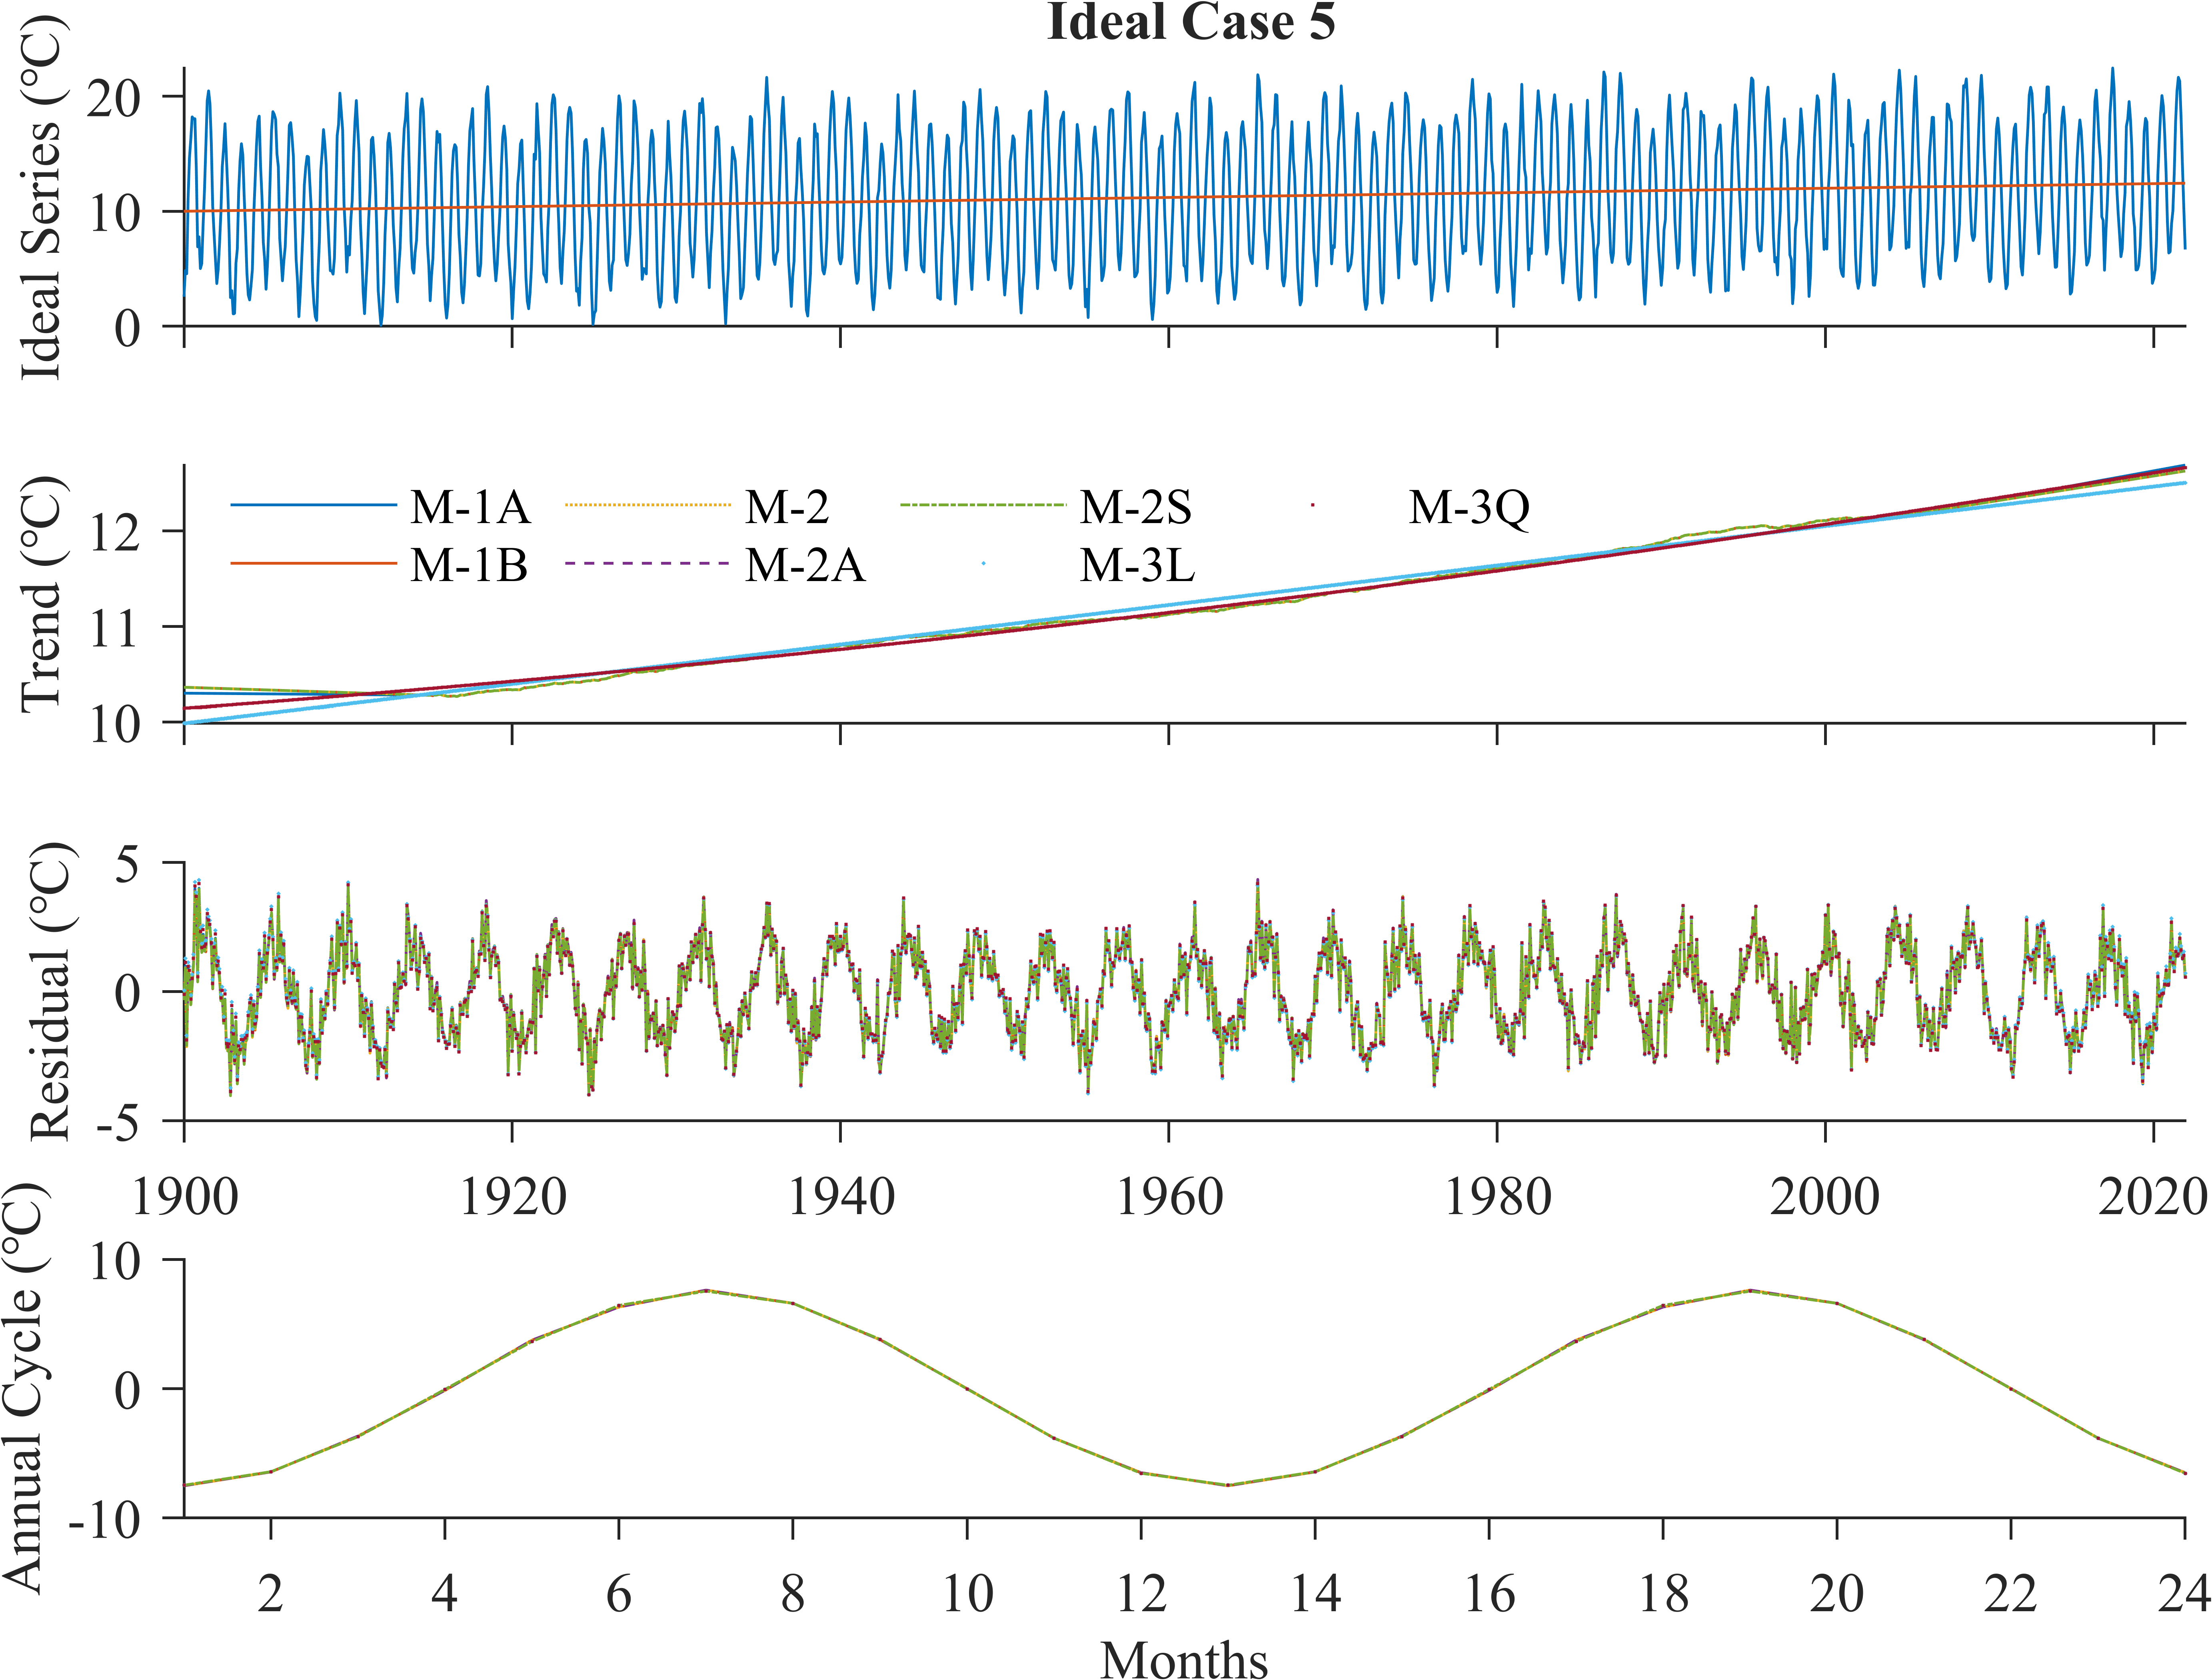 Ideal Case 5
Ideal Series (°C)
20
10
0
Trend (°C)
12
11
10
M-1A M-2 M-2S M-3Q
M-1B M-2A M-3L
Residual (°C)
5
0
-5
1900 1920 1940 1960 1980 2000 2020
Annual Cycle (°C)
10
0
-10
2 4 6 8 10 12 14 16 18 20 22 24
Months